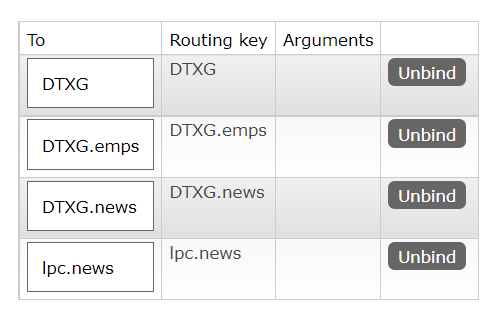 To Routing key Arguments
DTXG DTXG Unbind
DTXG.emps DTXG.emps Unbind
DTXG.news DTXG.news Unbind
lpc.news lpc.news Unbind